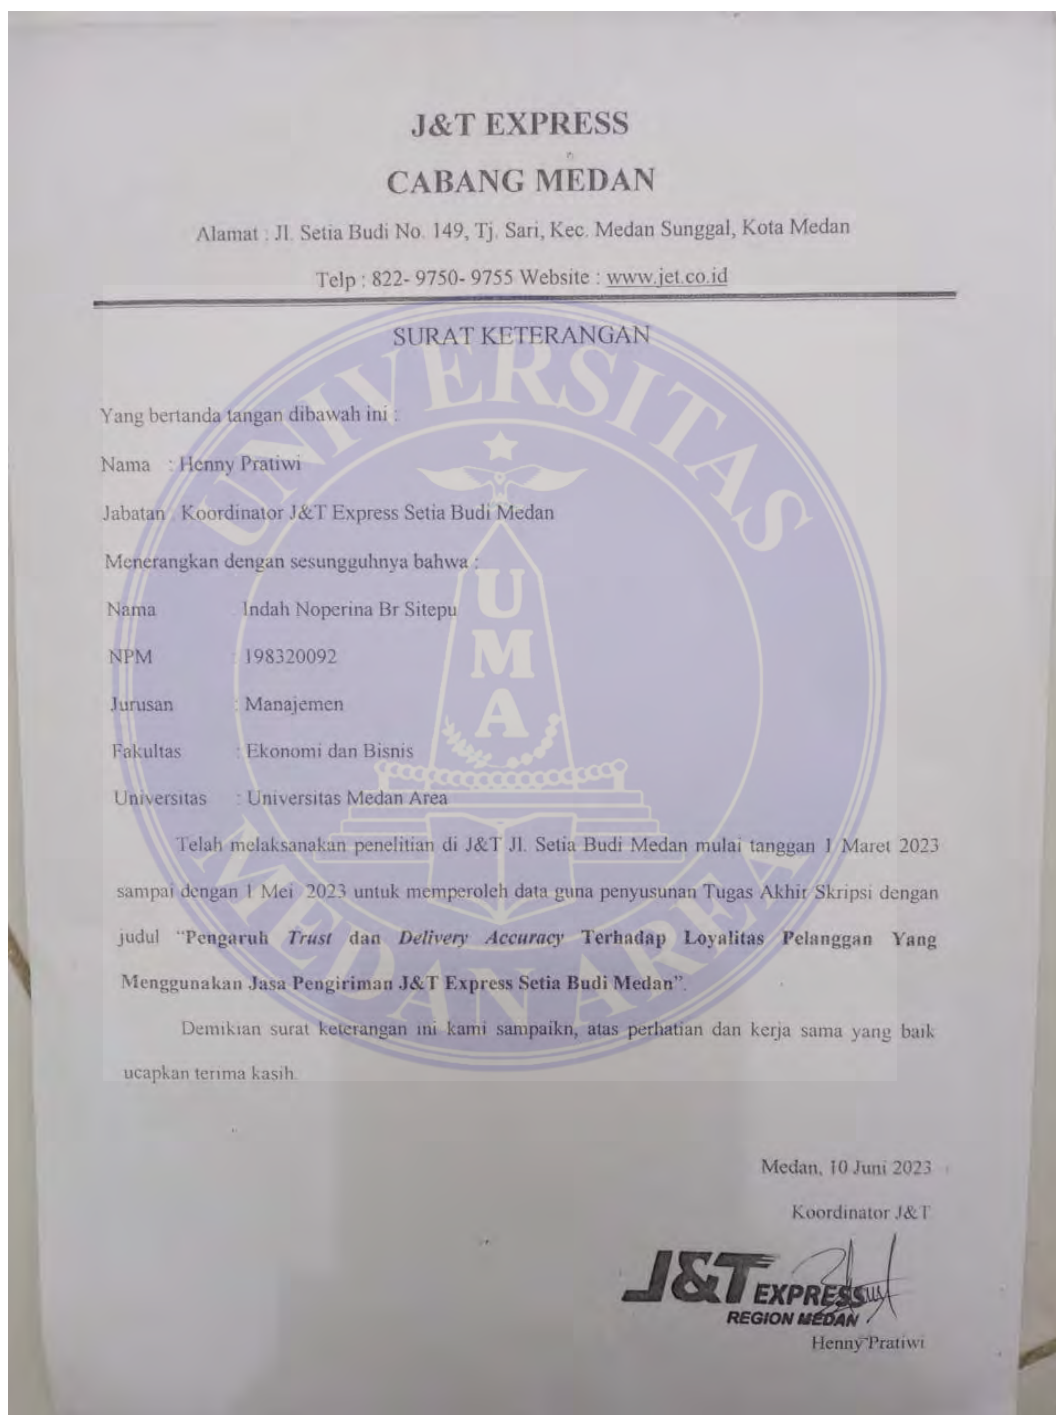 J&T EXPRESS
CABANG MEDAN
Alamat : Jl. Setia Budi No. 149, Tj. Sari, Kec. Medan Sunggal, Kota Medan
Telp : 822- 9750- 9755 Website : www.jet.co.id
SURAT KETERANGAN
Yang bertanda tangan dibawah ini :
Nama : Henny Pratiwi
Jabatan : Koordinator J&T Express Setia Budi Medan
Menerangkan dengan sesungguhnya bahwa :
Nama : Indah Noperina Br Sitepu
NPM : 198320092
Jurusan : Manajemen
Fakultas : Ekonomi dan Bisnis
Universitas : Universitas Medan Area
Telah melaksanakan penelitian di J&T Jl. Setia Budi Medan mulai tanggan 1 Maret 2023
sampai dengan 1 Mei 2023 untuk memperoleh data guna penyusunan Tugas Akhir Skripsi dengan
judul "Pengaruh Trust dan Delivery Accuracy Terhadap Loyalitas Pelanggan Yang
Menggunakan Jasa Pengiriman J&T Express Setia Budi Medan".
Demikian surat keterangan ini kami sampaikn, atas perhatian dan kerja sama yang baik
ucapkan terima kasih.
Medan, 10 Juni 2023
Koordinator J&T
J&T EXPRESS
REGION MEDAN
Henny Pratiwi
UNIVERSITAS
MEDAN AREA
UMA